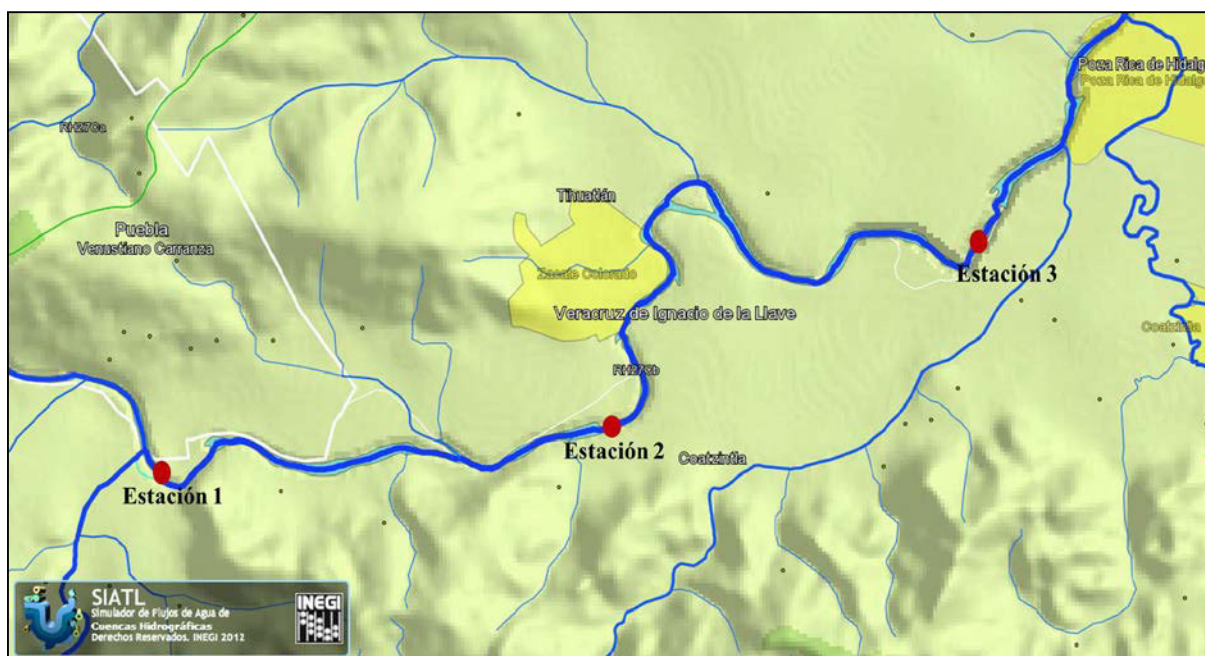 Poza Rica de Hidalg
Poza Rica de Hidalg
RH27Ca
Tihuatlán
Puebla
Venustiano Carranza
Estación 3
Zacate Colorado
Veracruz de Ignacio de la Llave
Coatzintla
RH27Cb
Estación 2
Coatzintla
Estación 1
SIATL
Simulador de Flujos de Agua de
Cuencas Hidrográficas
Derechos Reservados. INEGI 2012
INEGI